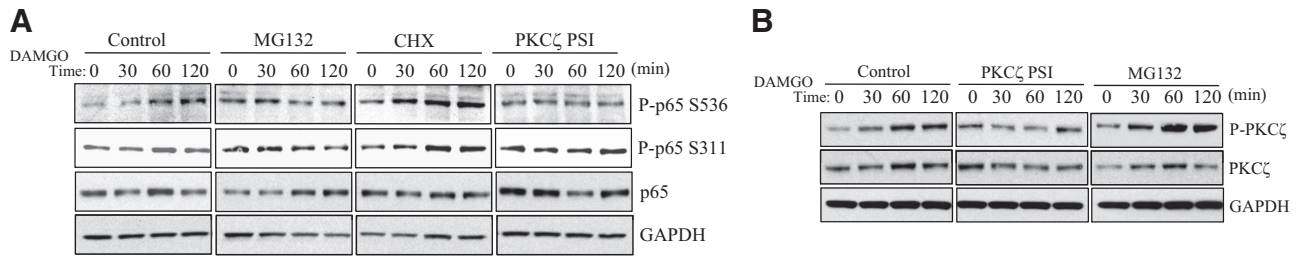 A
Control MG132 CHX PKCζ PSI
DAMGO
Time: 0 30 60 120 0 30 60 120 0 30 60 120 0 30 60 120 (min)
P-p65 S536
P-p65 S311
p65
GAPDH
B
Control PKCζ PSI MG132
DAMGO
Time: 0 30 60 120 0 30 60 120 0 30 60 120 (min)
P-PKCζ
PKCζ
GAPDH